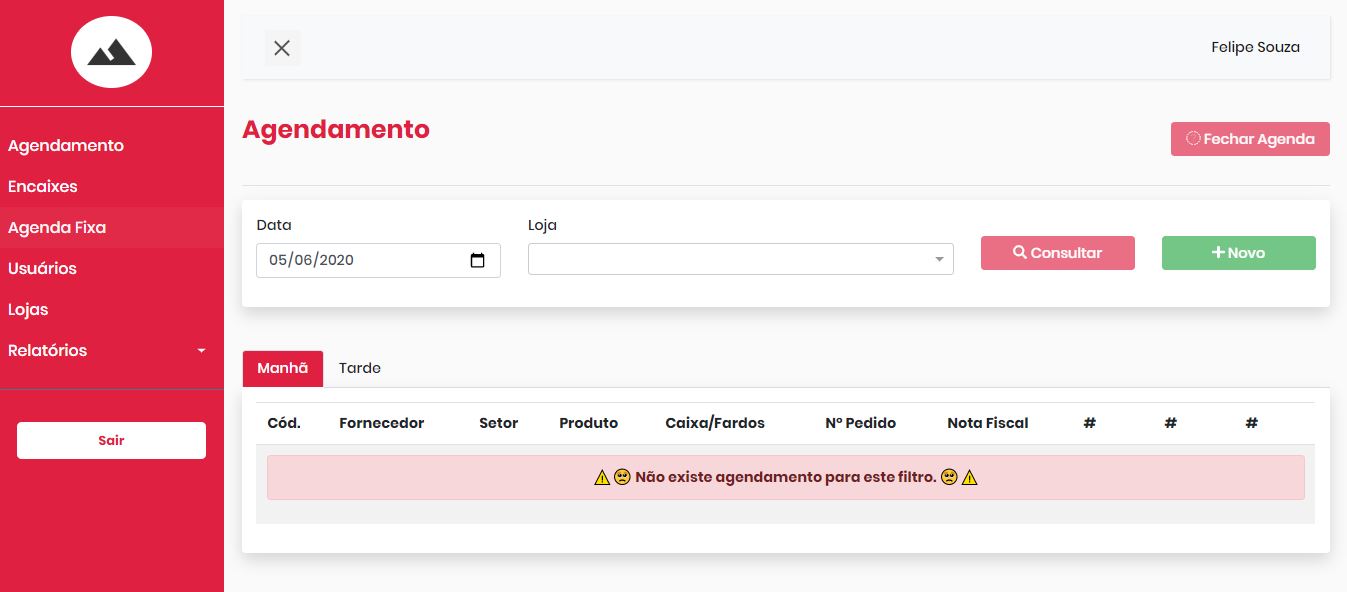 Felipe Souza
Agendamento
Encaixes
Agenda Fixa
Usuários
Lojas
Relatórios
Sair
Agendamento
Fechar Agenda
Data
Loja
05/06/2020
Consultar
Novo
Manhã Tarde
Cód. Fornecedor Setor Produto Caixa/Fardos Nº Pedido Nota Fiscal # # #
⚠️🥺 Não existe agendamento para este filtro. 🥺⚠️